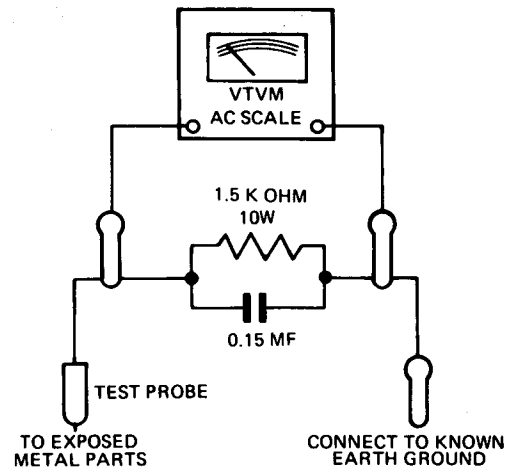 VTVM
AC SCALE
1.5 K OHM
10W
0.15 MF
TEST PROBE
TO EXPOSED
METAL PARTS
CONNECT TO KNOWN
EARTH GROUND